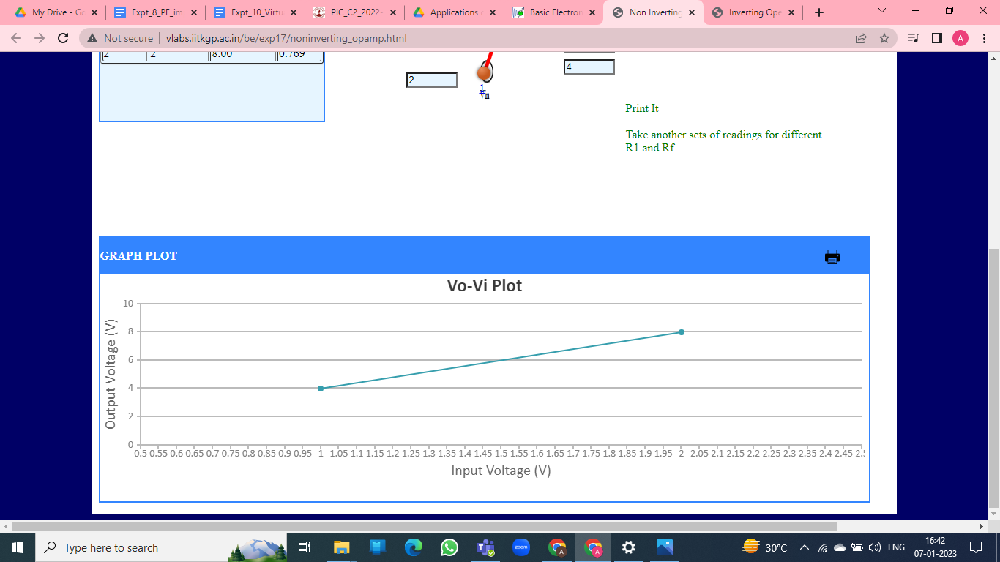 My Drive - Go
Expt_8_PF_im
Expt_10_Virtu
PIC_C2_2022-
Applications
Basic Electron
Non Inverting
Inverting Ope
Not secure
vlabs.iitkgp.ac.in/be/exp17/noninverting_opamp.html
A
2 2 8.00 0.769
2
4
1
Print It
Take another sets of readings for different
R1 and Rf
GRAPH PLOT
Vo-Vi Plot
Output Voltage (V)
10
8
6
4
2
0
0.5 0.55 0.6 0.65 0.7 0.75 0.8 0.85 0.9 0.95 1 1.05 1.1 1.15 1.2 1.25 1.3 1.35 1.4 1.45 1.5 1.55 1.6 1.65 1.7 1.75 1.8 1.85 1.9 1.95 2 2.05 2.1 2.15 2.2 2.25 2.3 2.35 2.4 2.45
Input Voltage (V)
Type here to search
zoom
A
A
30°C
ENG
16:42
07-01-2023